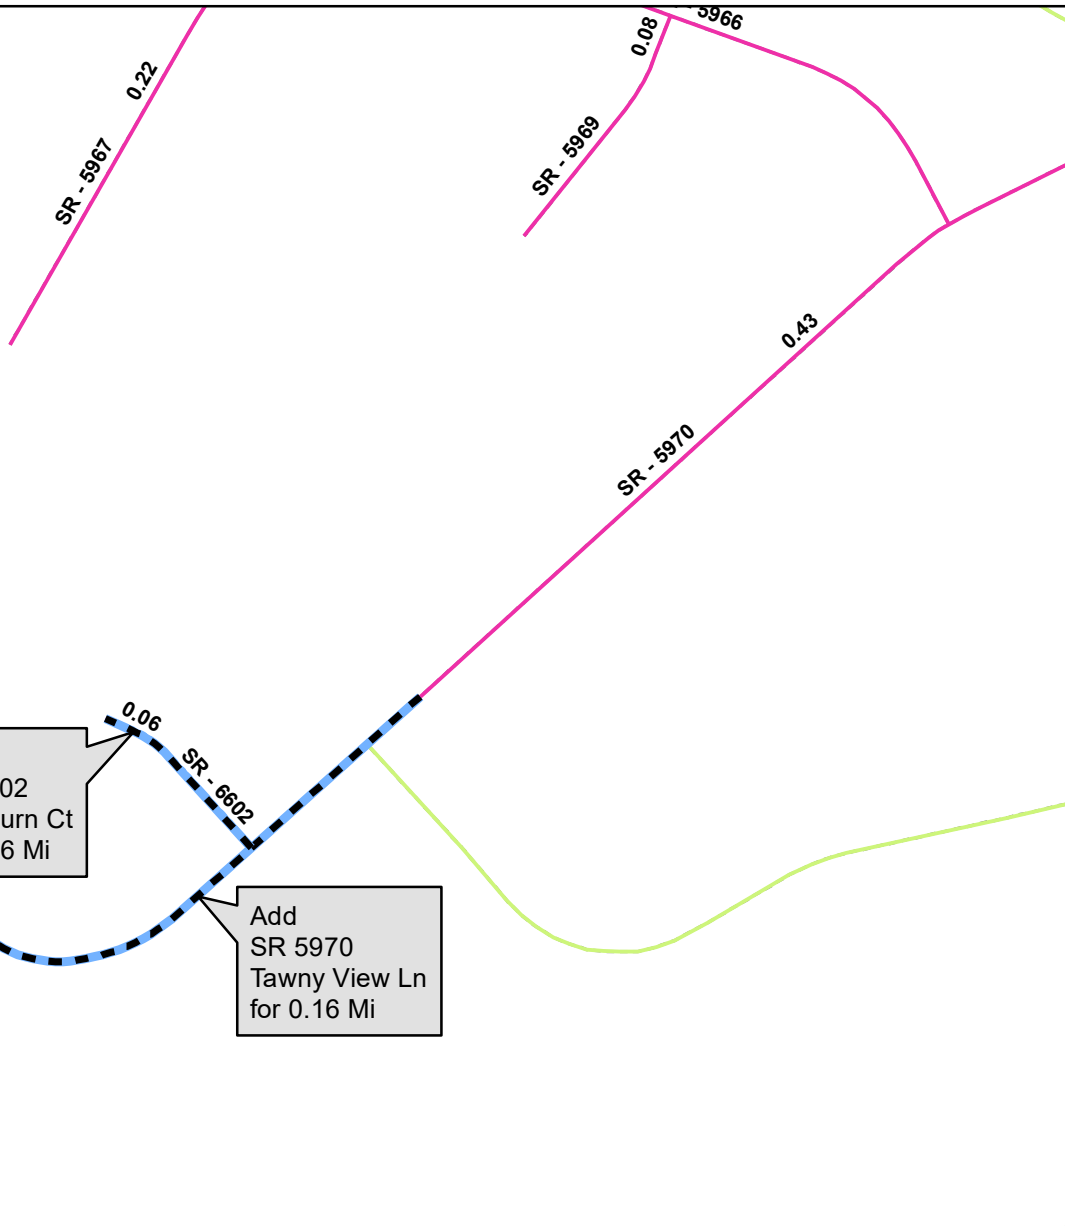 5966
0.08
0.22
SR - 5969
SR - 5967
0.43
SR - 5970
0.06
SR - 6602
02
urn Ct
6 Mi
Add
SR 5970
Tawny View Ln
for 0.16 Mi